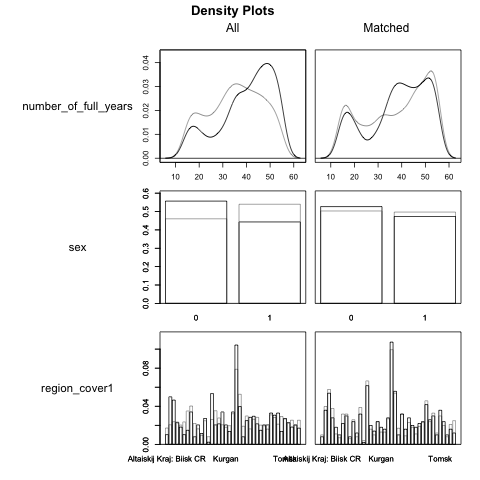 Density Plots
All Matched
number_of_full_years
0.00 0.01 0.02 0.03 0.04
10 20 30 40 50 60 10 20 30 40 50 60
sex
0.0 0.1 0.2 0.3 0.4 0.5 0.6
0 1 0 1
region_cover1
0.00 0.04 0.08
Altaiskij Kraj: Biisk CR Kurgan Tomsk Altaiskij Kraj: Biisk CR Kurgan Tomsk